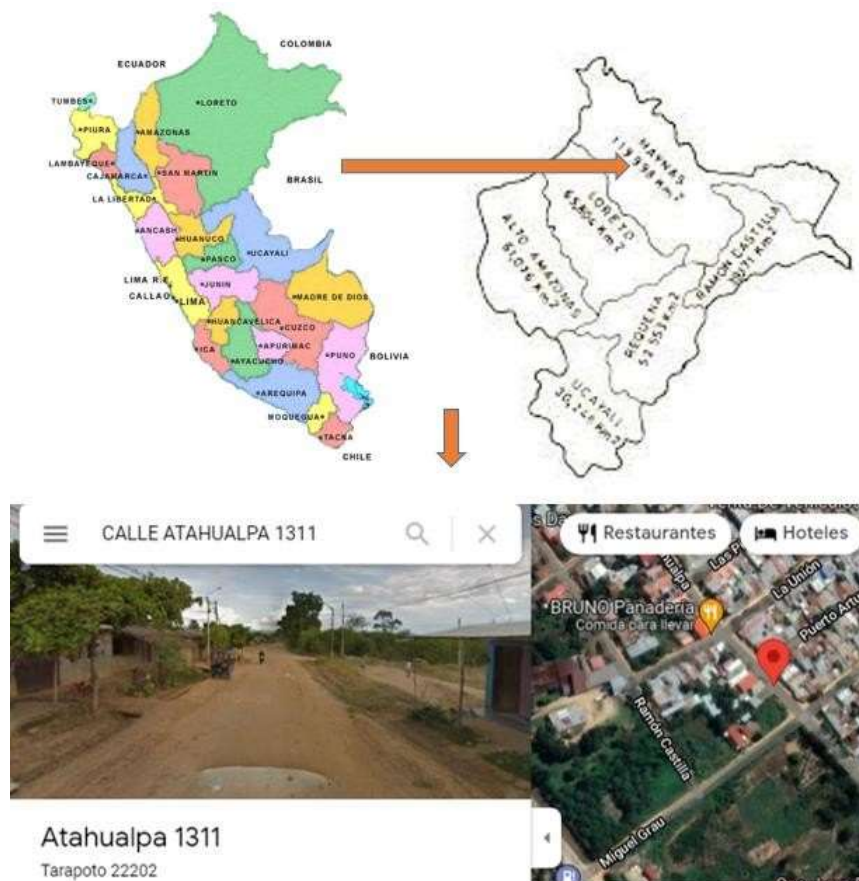 COLOMBIA
ECUADOR
TUMBES
LORETO
PIURA
AMAZONAS
LAMBAYEQUE
CAJAMARCA
SAN MARTIN
BRASIL
LA LIBERTAD
ANCASH
HUANUCO
PASCO
UCAYALI
LIMA R.E.
JUNIN
CALLAO
LIMA
MADRE DE DIOS
HUANCAVELICA
CUZCO
ICA
AYACUCHO
APURIMAC
PUNO
BOLIVIA
AREQUIPA
MOQUEGUA
TACNA
CHILE
MAYNAS
LORETO
ALTO AMAZONAS
RAMON CASTILLA
REQUENA
UCAYALI
CALLE ATAHUALPA 1311
Atahualpa 1311
Tarapoto 22202
Restaurantes
Hoteles
La Unión
BRUNO Panadería
Comida para llevar
Ramón Castilla
Miguel Grau